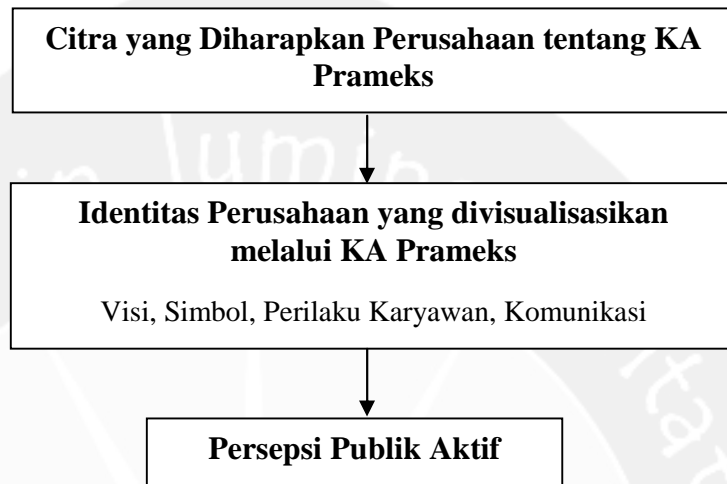 Citra yang Diharapkan Perusahaan tentang KA
Prameks
Identitas Perusahaan yang divisualisasikan
melalui KA Prameks
Visi, Simbol, Perilaku Karyawan, Komunikasi
Persepsi Publik Aktif